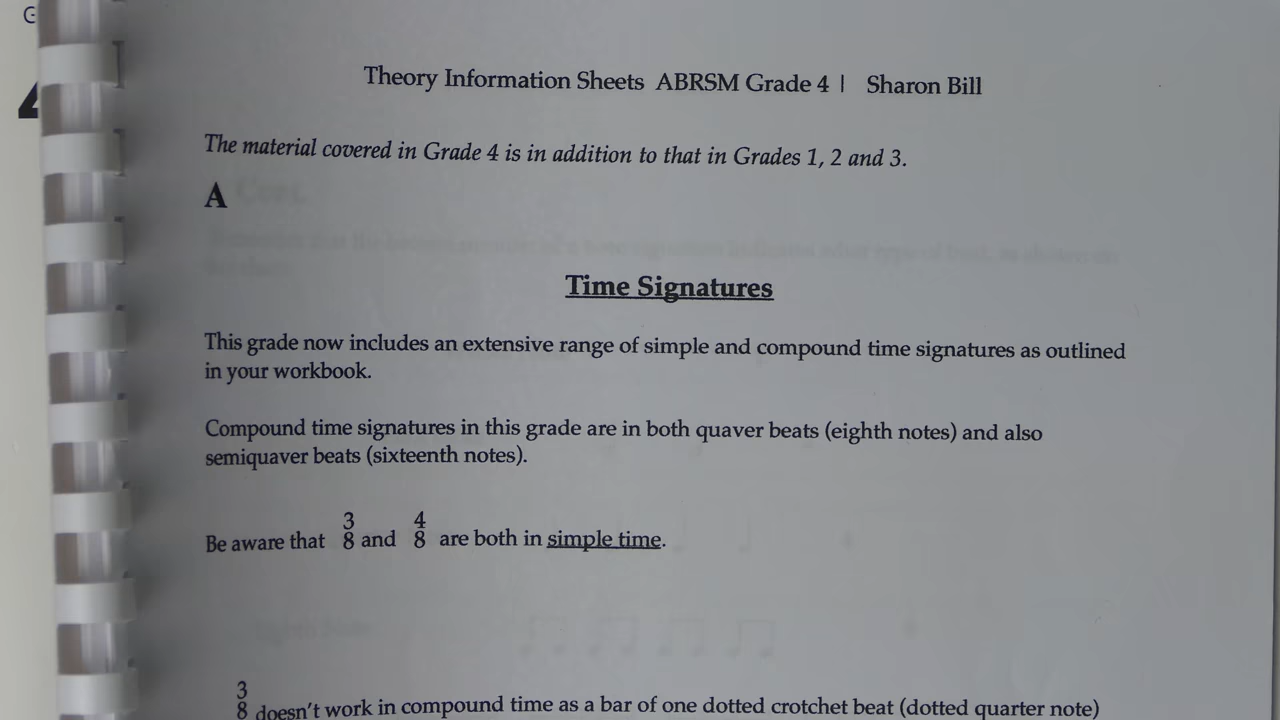 Theory Information Sheets ABRSM Grade 4 | Sharon Bill
The material covered in Grade 4 is in addition to that in Grades 1, 2 and 3.
A
Time Signatures
This grade now includes an extensive range of simple and compound time signatures as outlined
in your workbook.
Compound time signatures in this grade are in both quaver beats (eighth notes) and also
semiquaver beats (sixteenth notes).
Be aware that 3/8 and 4/8 are both in simple time.
3/8 doesn't work in compound time as a bar of one dotted crotchet beat (dotted quarter note)